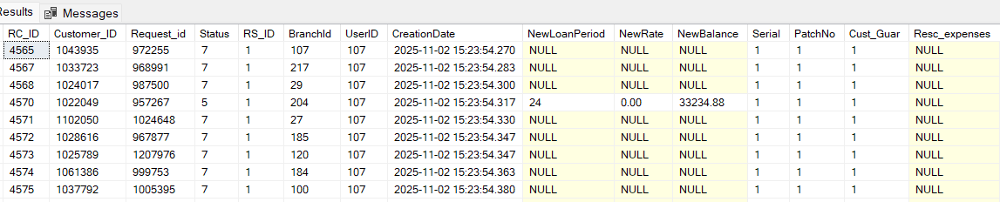 Results Messages
RC_ID Customer_ID Request_id Status RS_ID BranchId UserID CreationDate NewLoanPeriod NewRate NewBalance Serial PatchNo Cust_Guar Resc_expenses
4565 1043935 972255 7 1 107 107 2025-11-02 15:23:54.270 NULL NULL NULL 1 1 1 NULL
4567 1033723 968991 7 1 217 107 2025-11-02 15:23:54.283 NULL NULL NULL 1 1 1 NULL
4568 1024017 987500 7 1 29 107 2025-11-02 15:23:54.300 NULL NULL NULL 1 1 1 NULL
4570 1022049 957267 5 1 204 107 2025-11-02 15:23:54.317 24 0.00 33234.88 1 1 1 NULL
4571 1102050 1024648 7 1 27 107 2025-11-02 15:23:54.330 NULL NULL NULL 1 1 1 NULL
4572 1028616 967877 7 1 185 107 2025-11-02 15:23:54.347 NULL NULL NULL 1 1 1 NULL
4573 1025789 1207976 7 1 120 107 2025-11-02 15:23:54.347 NULL NULL NULL 1 1 1 NULL
4574 1061386 999753 7 1 184 107 2025-11-02 15:23:54.363 NULL NULL NULL 1 1 1 NULL
4575 1037792 1005395 7 1 100 107 2025-11-02 15:23:54.380 NULL NULL NULL 1 1 1 NULL